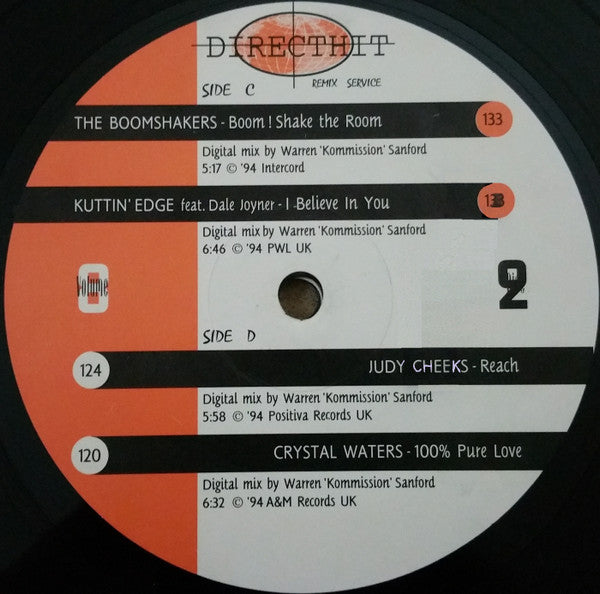 DIRECTHIT
REMIX SERVICE
SIDE C
THE BOOMSHAKERS - Boom! Shake the Room 133
Digital mix by Warren 'Kommission' Sanford
5:17 © '94 Intercord
KUTTIN' EDGE feat. Dale Joyner - I Believe In You
Digital mix by Warren 'Kommission' Sanford
6:46 © '94 PWL UK
Volume
2
SIDE D
124 JUDY CHEEKS - Reach
Digital mix by Warren 'Kommission' Sanford
5:58 © '94 Positiva Records UK
120 CRYSTAL WATERS - 100% Pure Love
Digital mix by Warren 'Kommission' Sanford
6:32 © '94 A&M Records UK